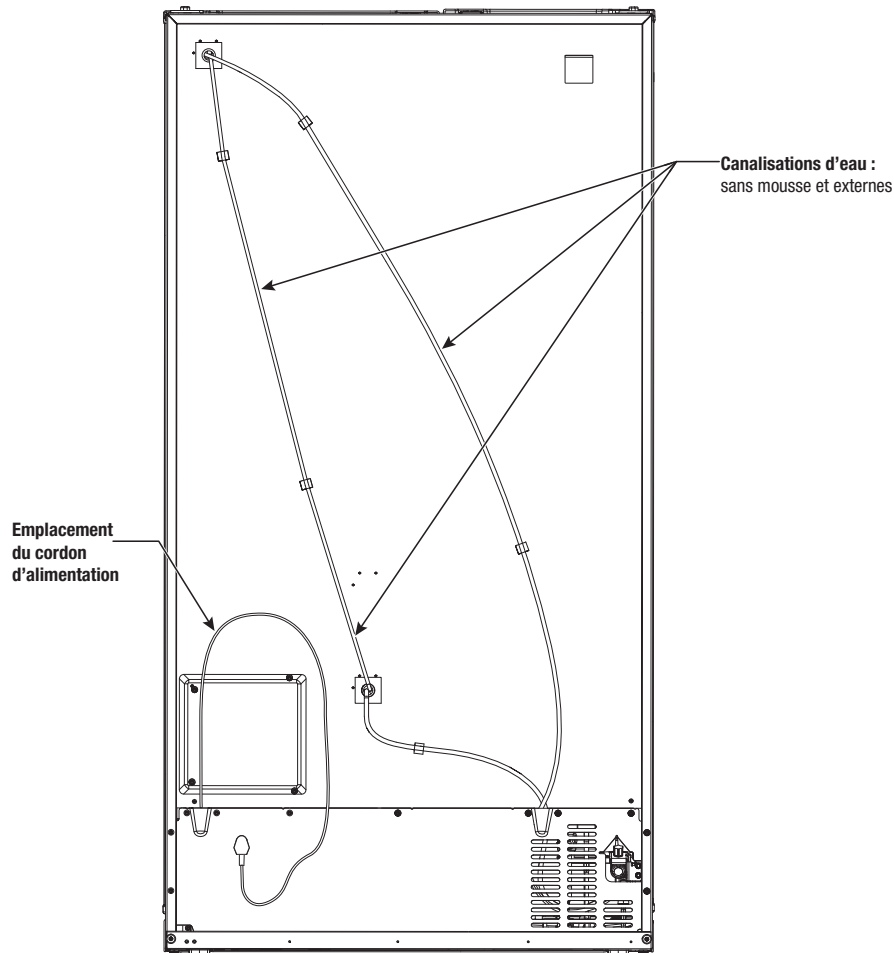 Canalisations d’eau :
sans mousse et externes
Emplacement
du cordon
d’alimentation